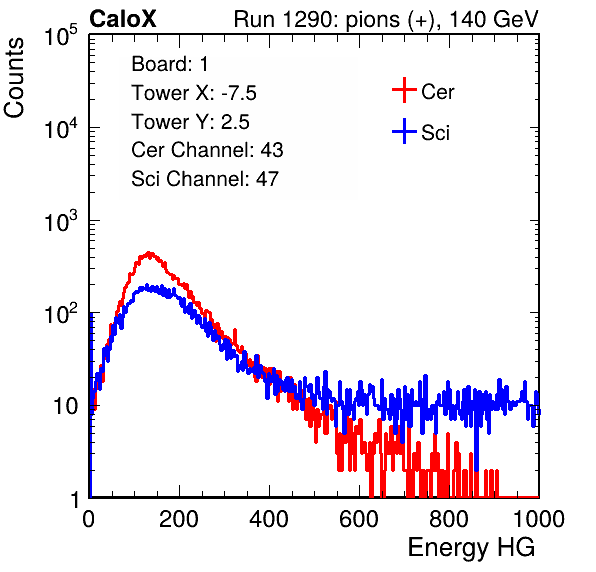 CaloX Run 1290: pions (+), 140 GeV
Counts
10^5
10^4
10^3
10^2
10
1
Board: 1
Tower X: -7.5
Tower Y: 2.5
Cer Channel: 43
Sci Channel: 47
Cer
Sci
0 200 400 600 800 1000
Energy HG